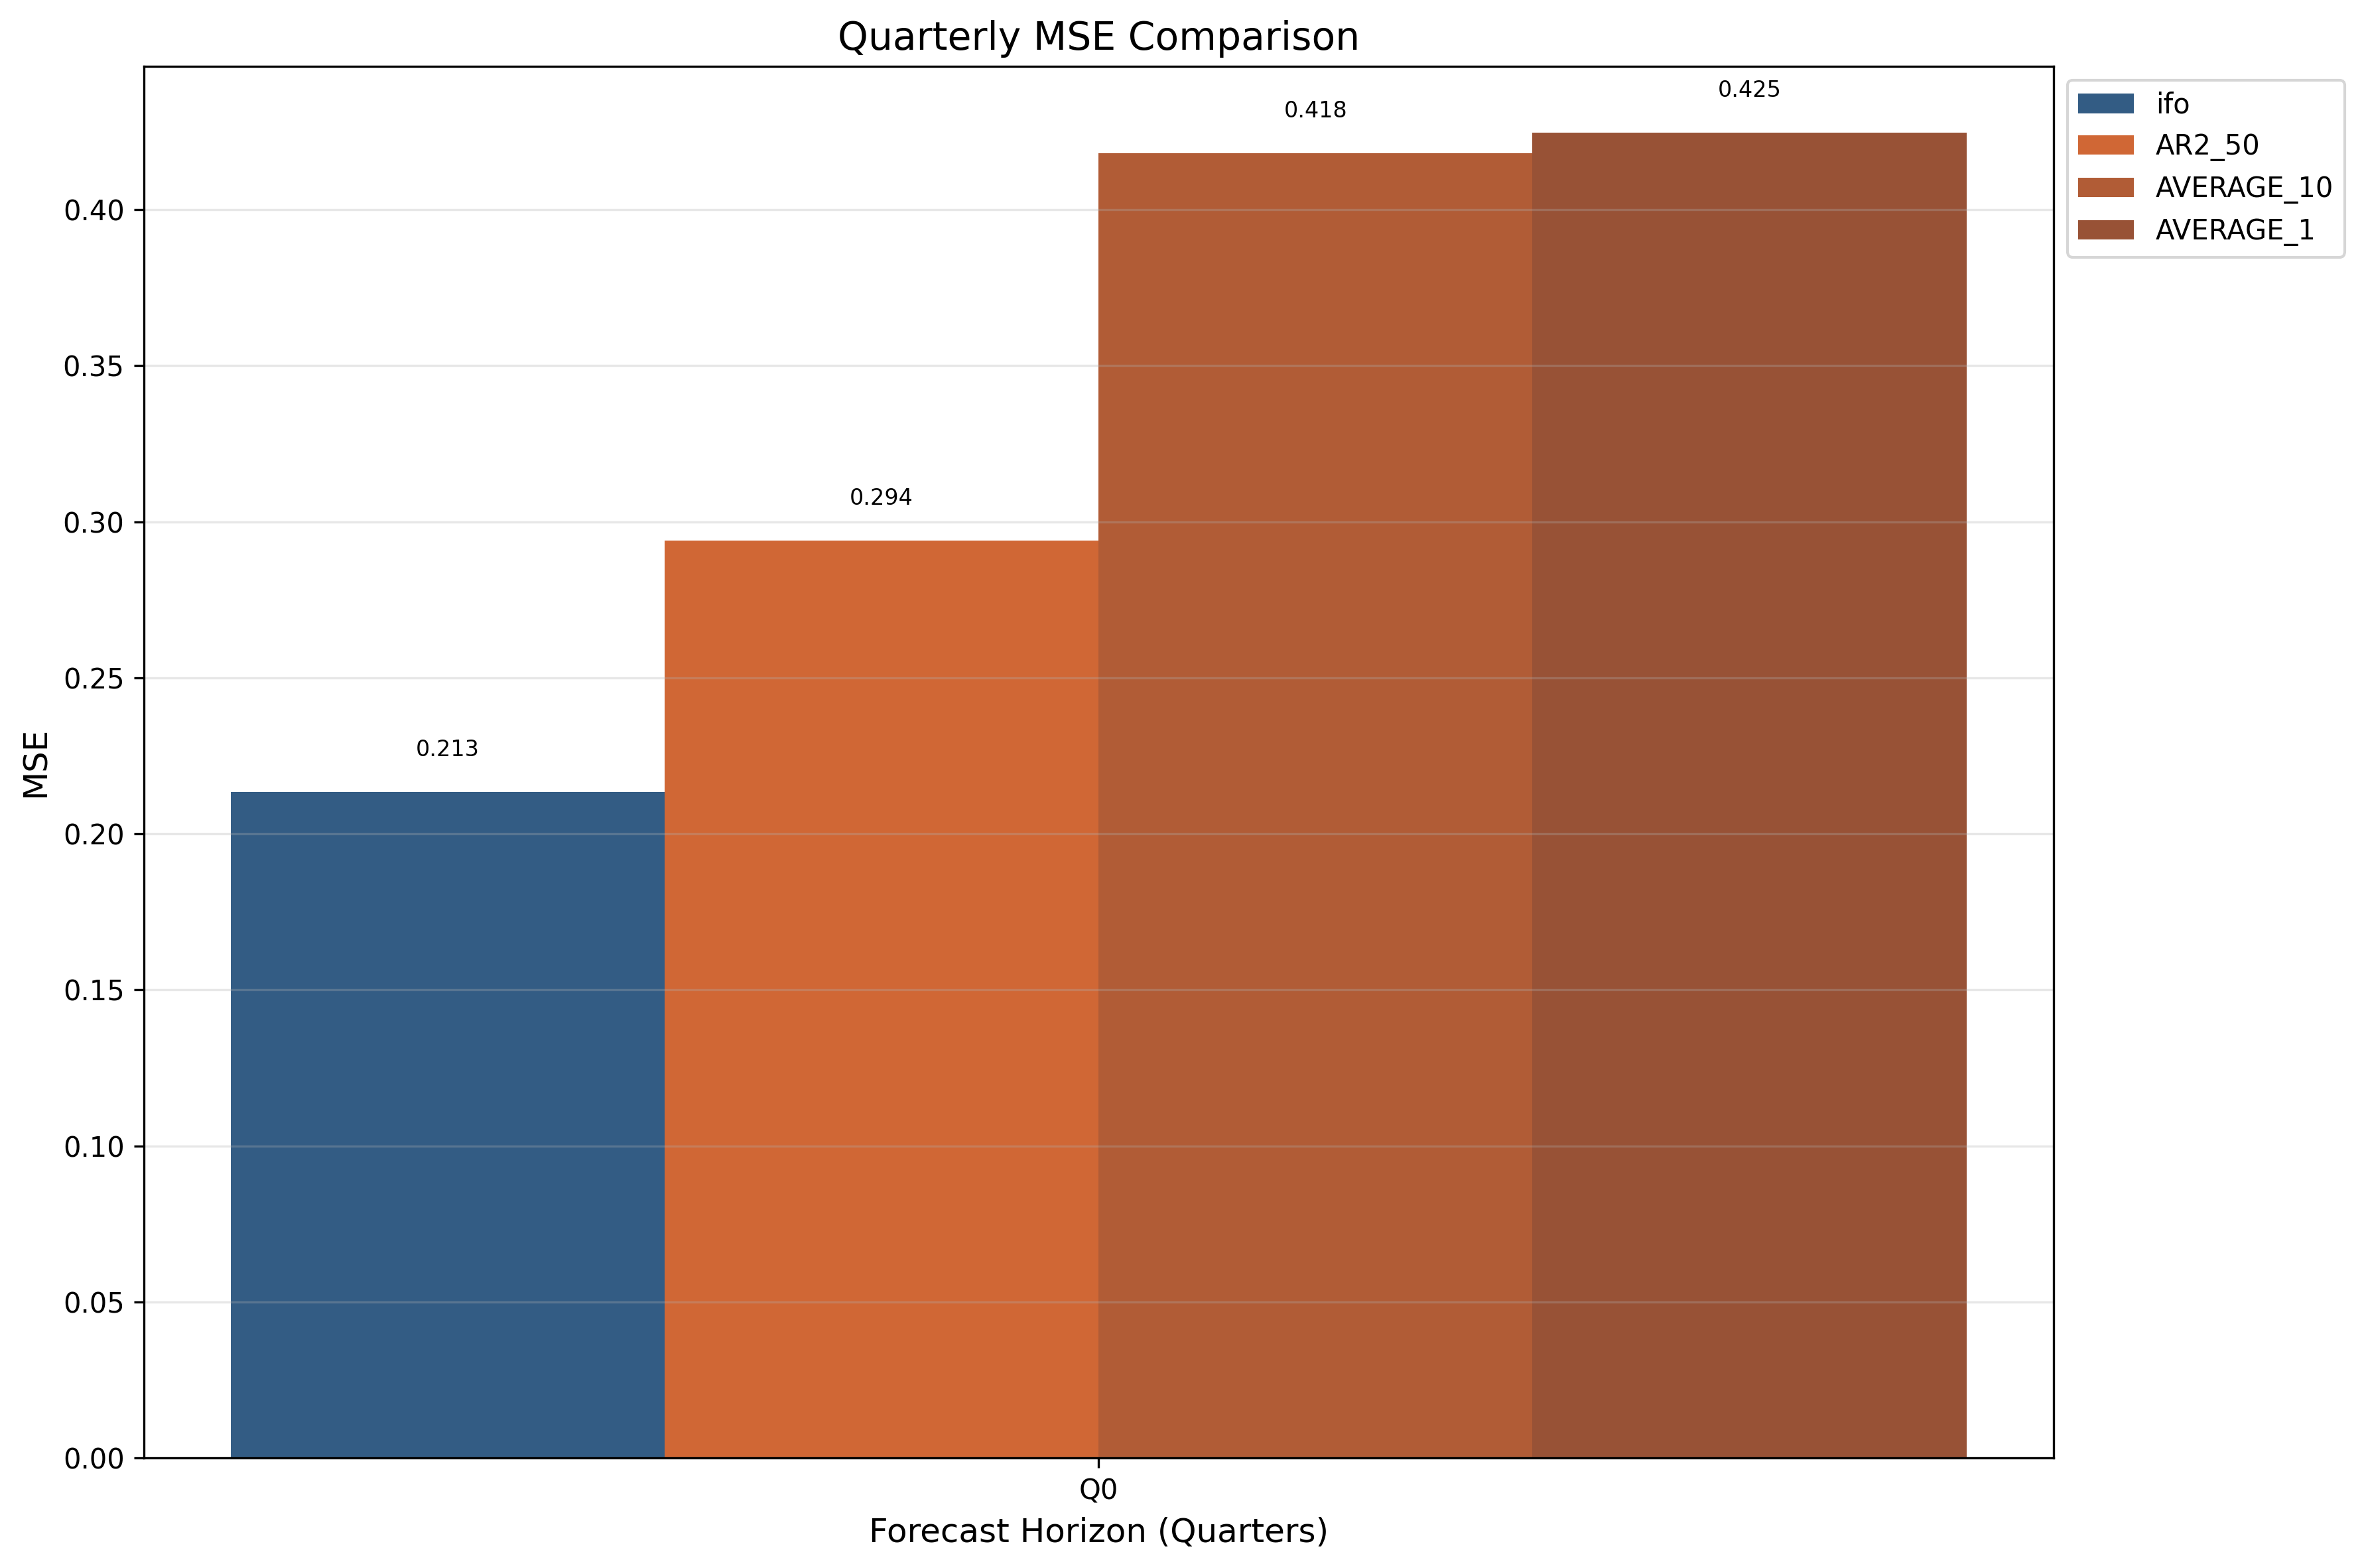 Quarterly MSE Comparison
0.425
0.418
0.294
0.213
ifo
AR2_50
AVERAGE_10
AVERAGE_1
0.40
0.35
0.30
0.25
0.20
0.15
0.10
0.05
0.00
MSE
Q0
Forecast Horizon (Quarters)